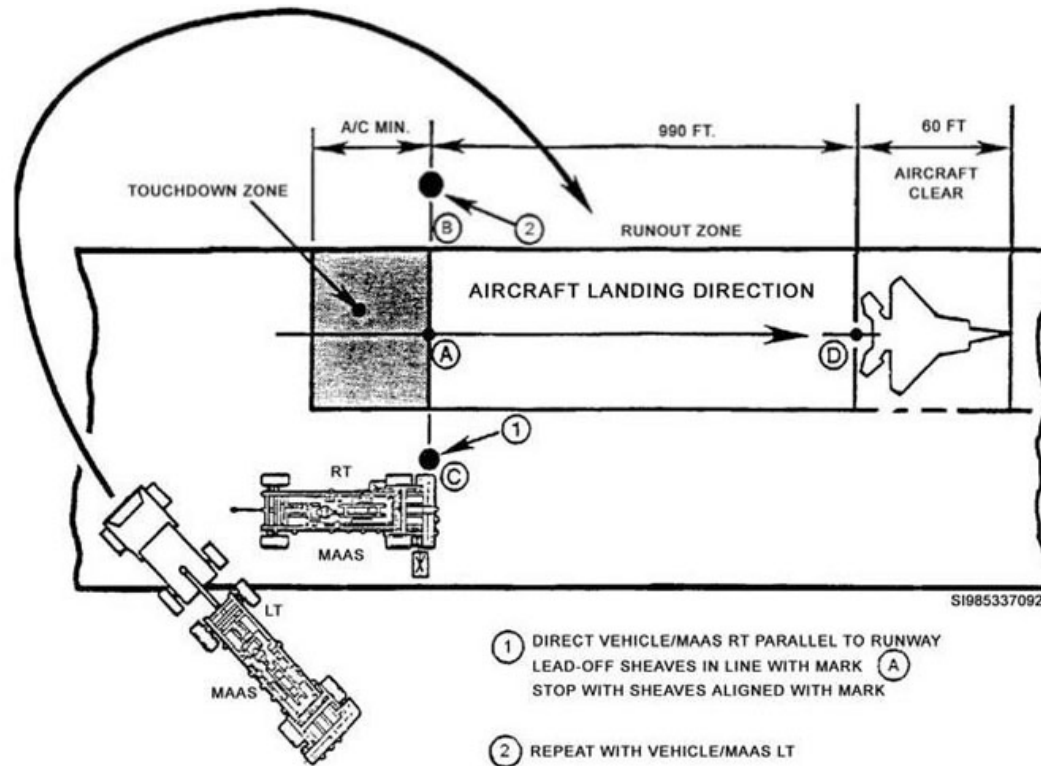 A/C MIN.
990 FT.
60 FT
AIRCRAFT
CLEAR
TOUCHDOWN ZONE
B
2
RUNOUT ZONE
AIRCRAFT LANDING DIRECTION
A
D
1
C
RT
MAAS
LT
MAAS
SI985337092
1 DIRECT VEHICLE/MAAS RT PARALLEL TO RUNWAY
LEAD-OFF SHEAVES IN LINE WITH MARK A
STOP WITH SHEAVES ALIGNED WITH MARK
2 REPEAT WITH VEHICLE/MAAS LT